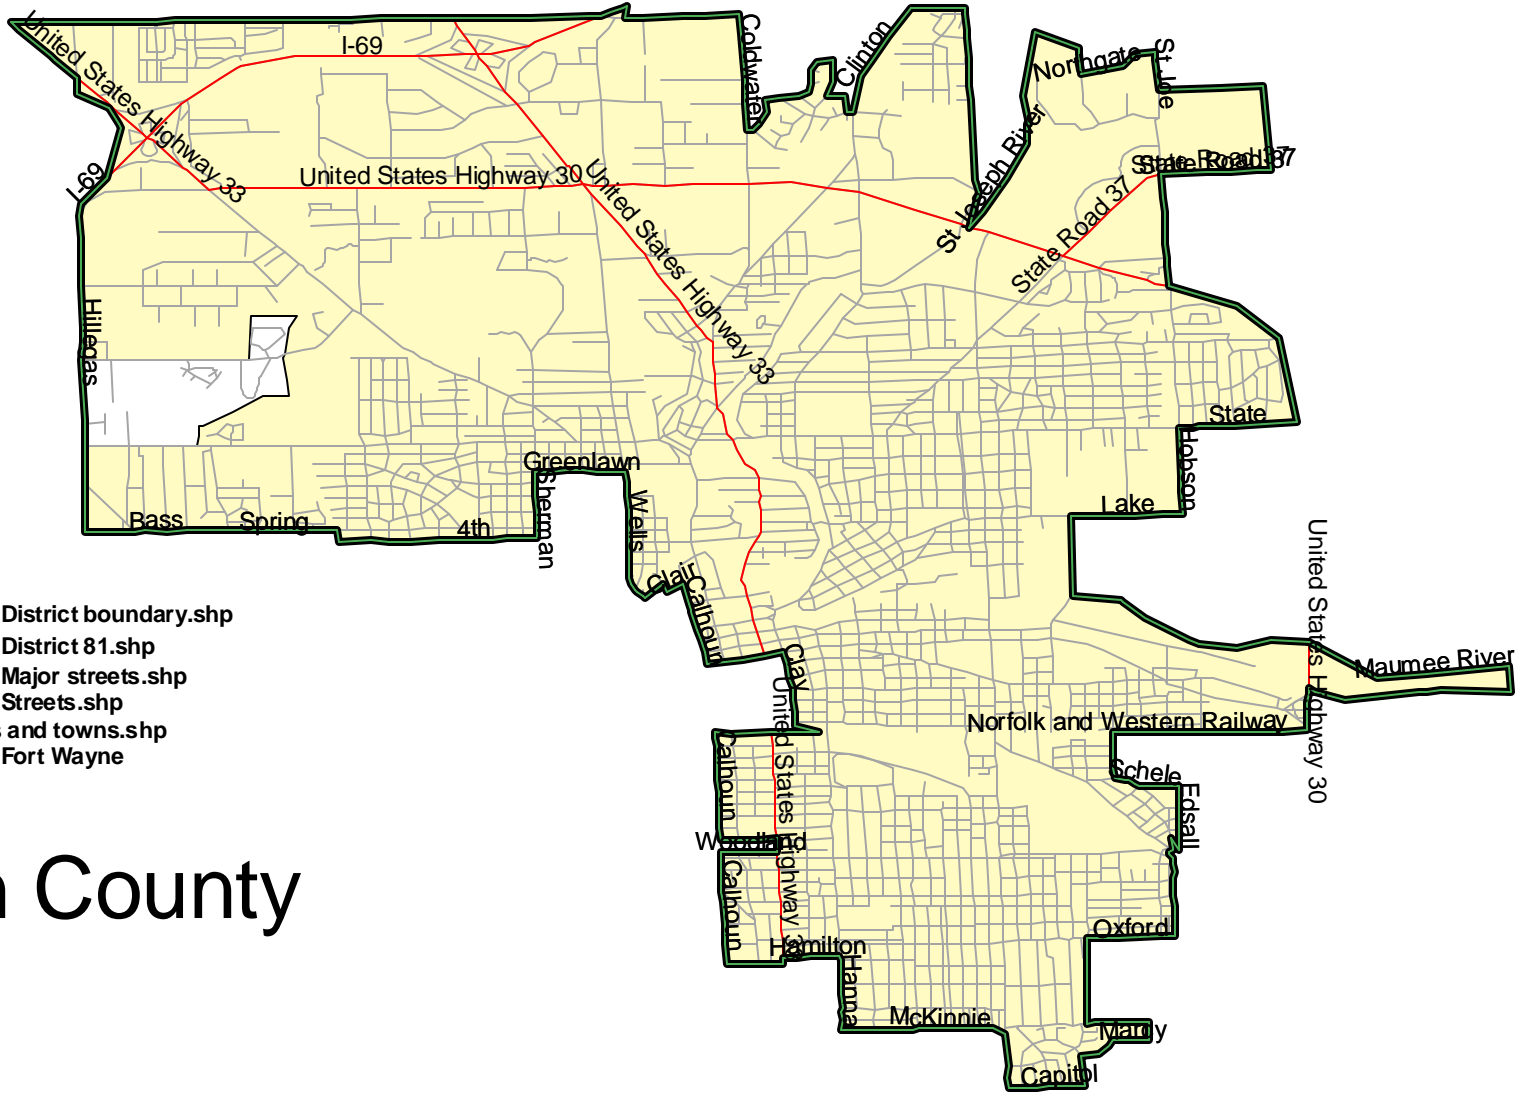 United States Highway 33
I-69
Coldwater
Clinton
Northgate
St Joe
I-69
United States Highway 30
United States Highway 33
St Joseph River
State Road 37
State Road 37
State Road 37
Hillegas
State
Hobson
Greenlawn
Sherman
Wells
Lake
Bass
Spring
4th
Clair
Calhoun
United States Highway 30
Maumee River
District boundary.shp
District 81.shp
Major streets.shp
Streets.shp
and towns.shp
Fort Wayne
Clay
United States Highway
Norfolk and Western Railway
Calhoun
Schele
Edsall
Woodland
Calhoun
County
Hamilton
Oxford
Hanna
McKinnie
Marcy
Capitol